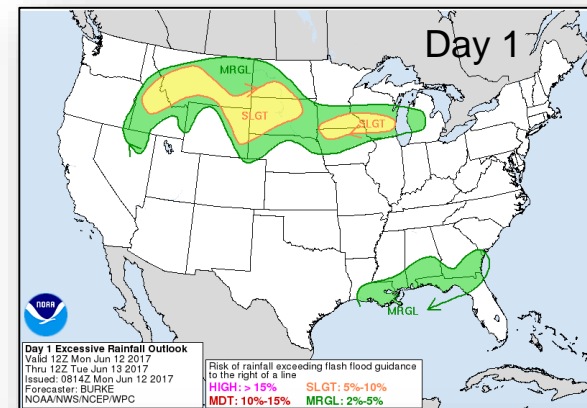 Day 1
MRGL
SLGT
SLGT
MRGL
NOAA
Day 1 Excessive Rainfall Outlook
Valid 12Z Mon Jun 12 2017
Thru 12Z Tue Jun 13 2017
Issued: 0814Z Mon Jun 12 2017
Forecaster: BURKE
NOAA/NWS/NCEP/WPC
Risk of rainfall exceeding flash flood guidance
to the right of a line
HIGH: > 15% SLGT: 5%-10%
MDT: 10%-15% MRGL: 2%-5%